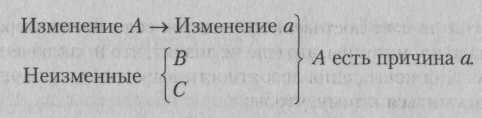 Изменение A → Изменение a
Неизменные B
C
A есть причина a.